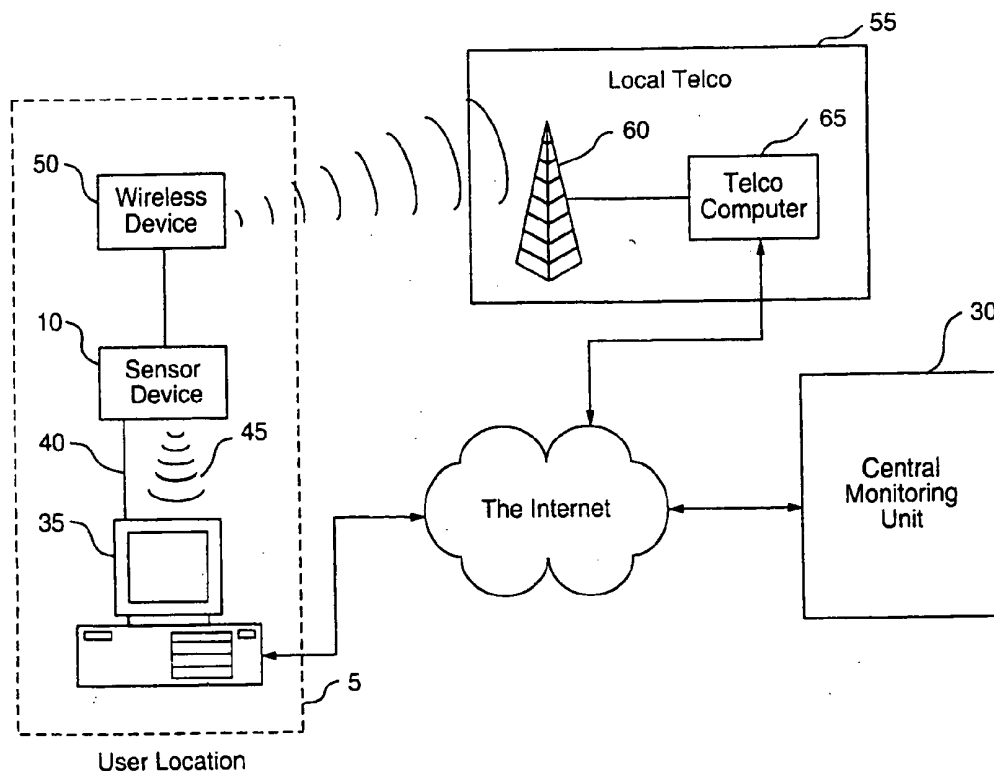 55
Local Telco
60
65
Telco
Computer
50
Wireless
Device
10
Sensor
Device
40
45
35
The Internet
30
Central
Monitoring
Unit
5
User Location